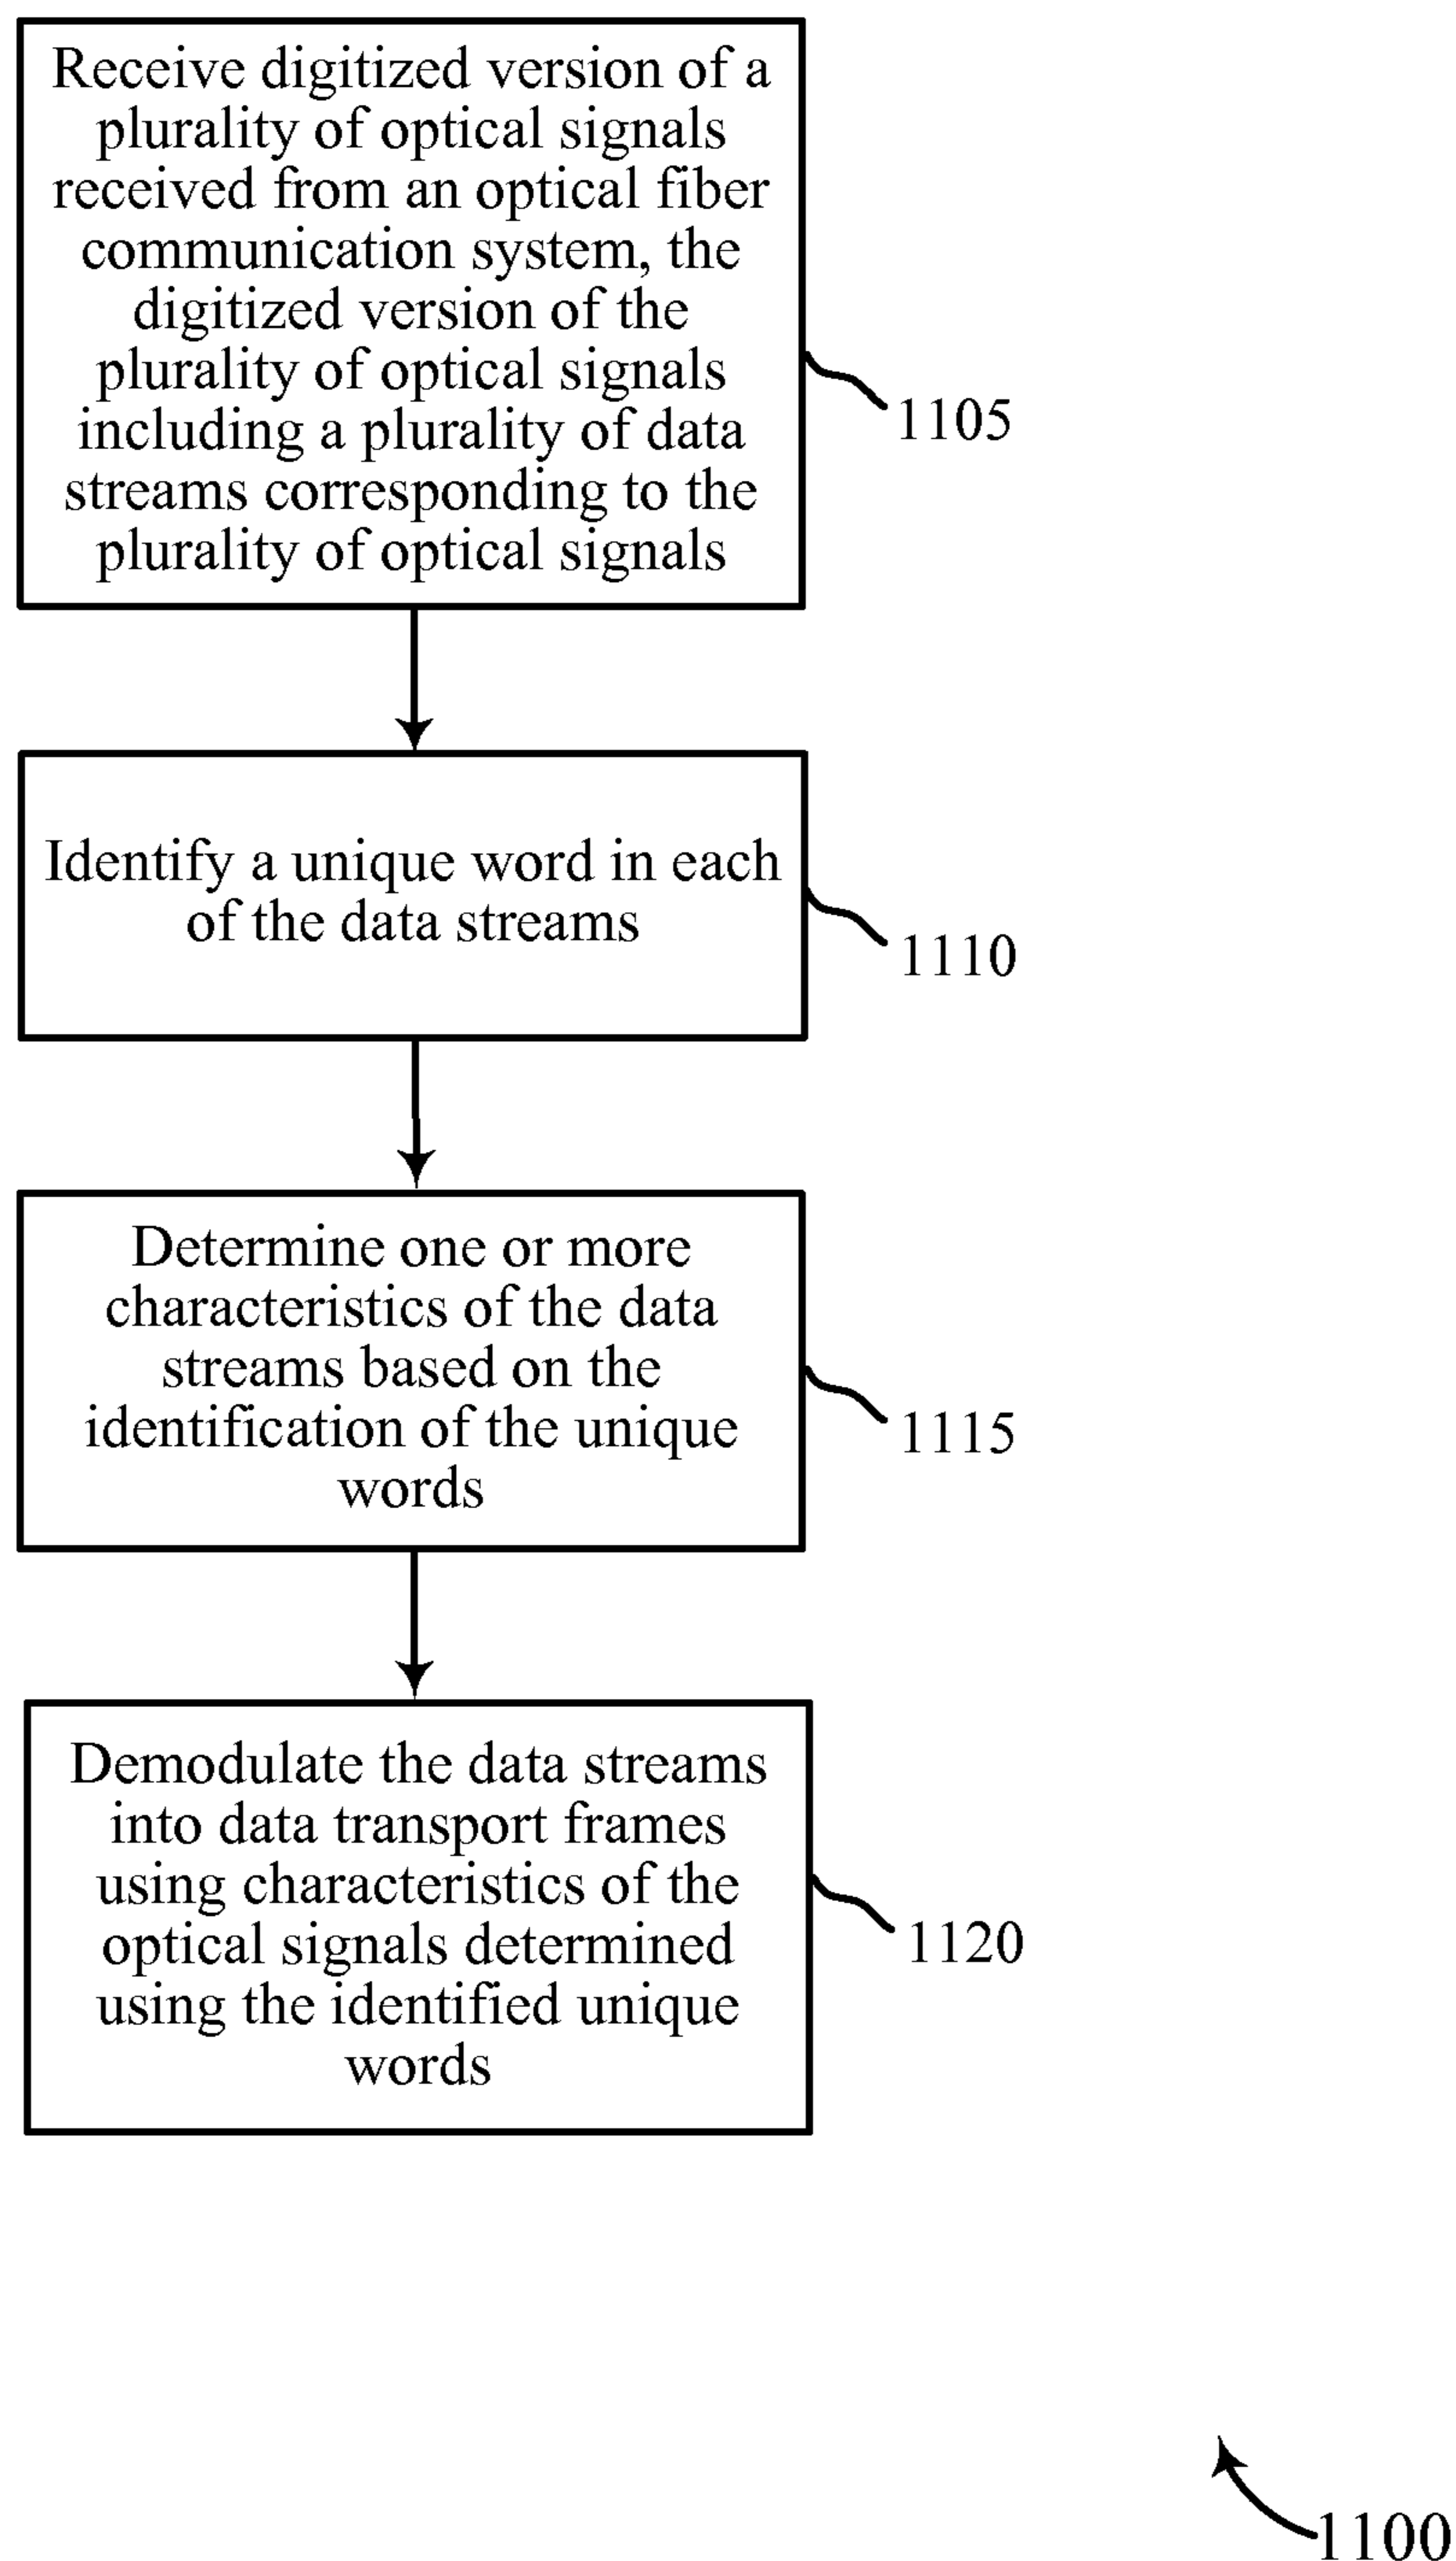 Receive digitized version of a
plurality of optical signals
received from an optical fiber
communication system, the
digitized version of the
plurality of optical signals
including a plurality of data
streams corresponding to the
plurality of optical signals
1105
Identify a unique word in each
of the data streams
1110
Determine one or more
characteristics of the data
streams based on the
identification of the unique
words
1115
Demodulate the data streams
into data transport frames
using characteristics of the
optical signals determined
using the identified unique
words
1120
1100